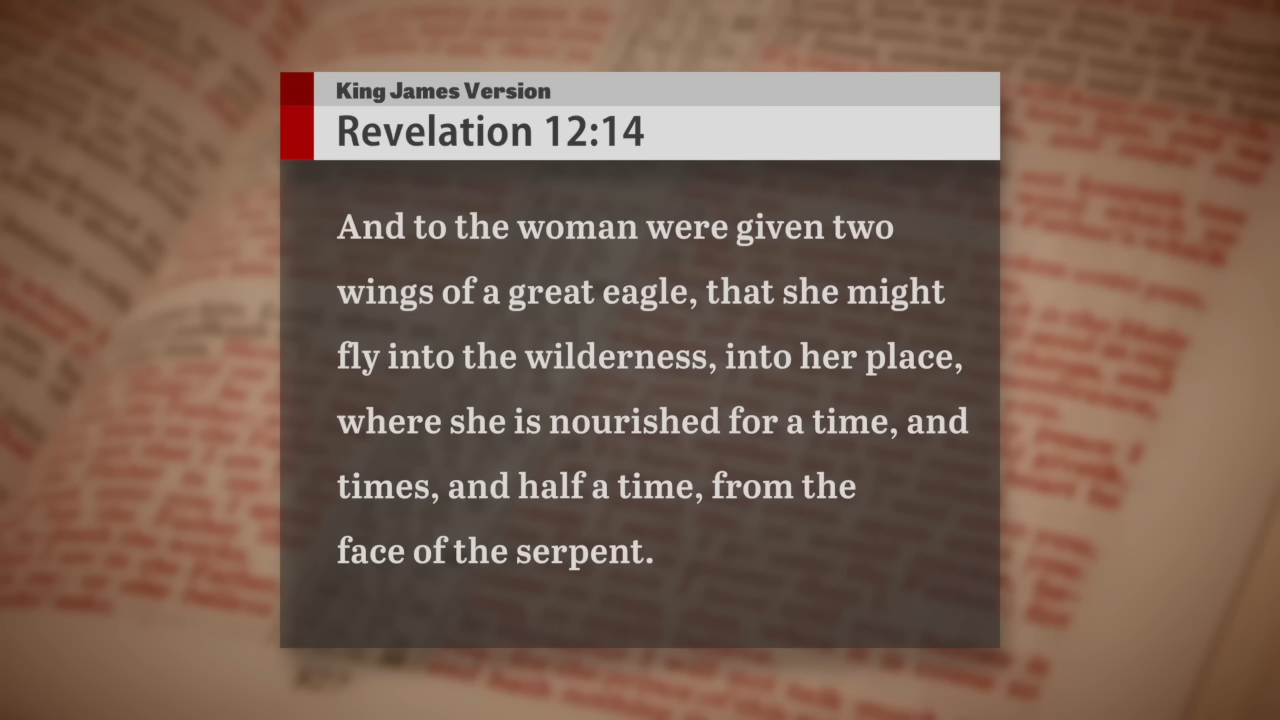 King James Version
Revelation 12:14
And to the woman were given two
wings of a great eagle, that she might
fly into the wilderness, into her place,
where she is nourished for a time, and
times, and half a time, from the
face of the serpent.